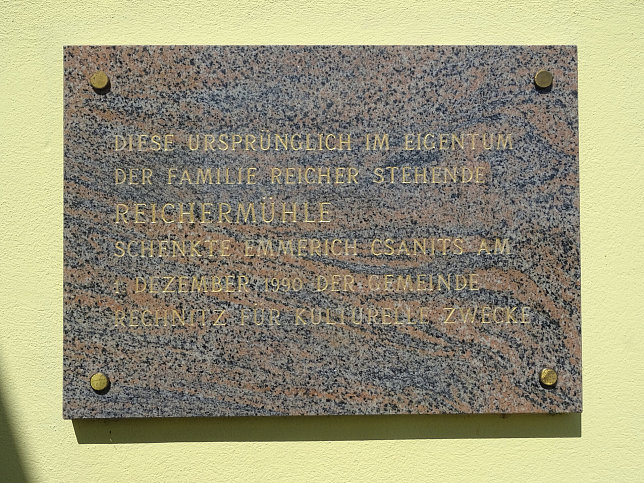 DIESE URSPRÜNGLICH IM EIGENTUM
DER FAMILIE REICHER STEHENDE
REICHERMÜHLE
SCHENKTE EMMERICH CSANITS AM
1. DEZEMBER 1990 DER GEMEINDE
RECHNITZ FÜR KULTURELLE ZWECKE